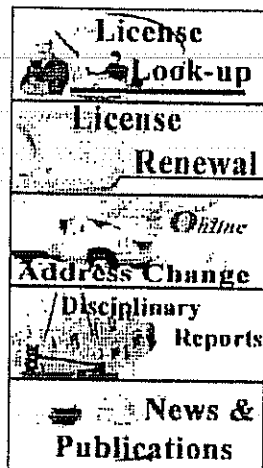 License
Look-up
License
Renewal
Online
Address Change
Disciplinary
Reports
News &
Publications